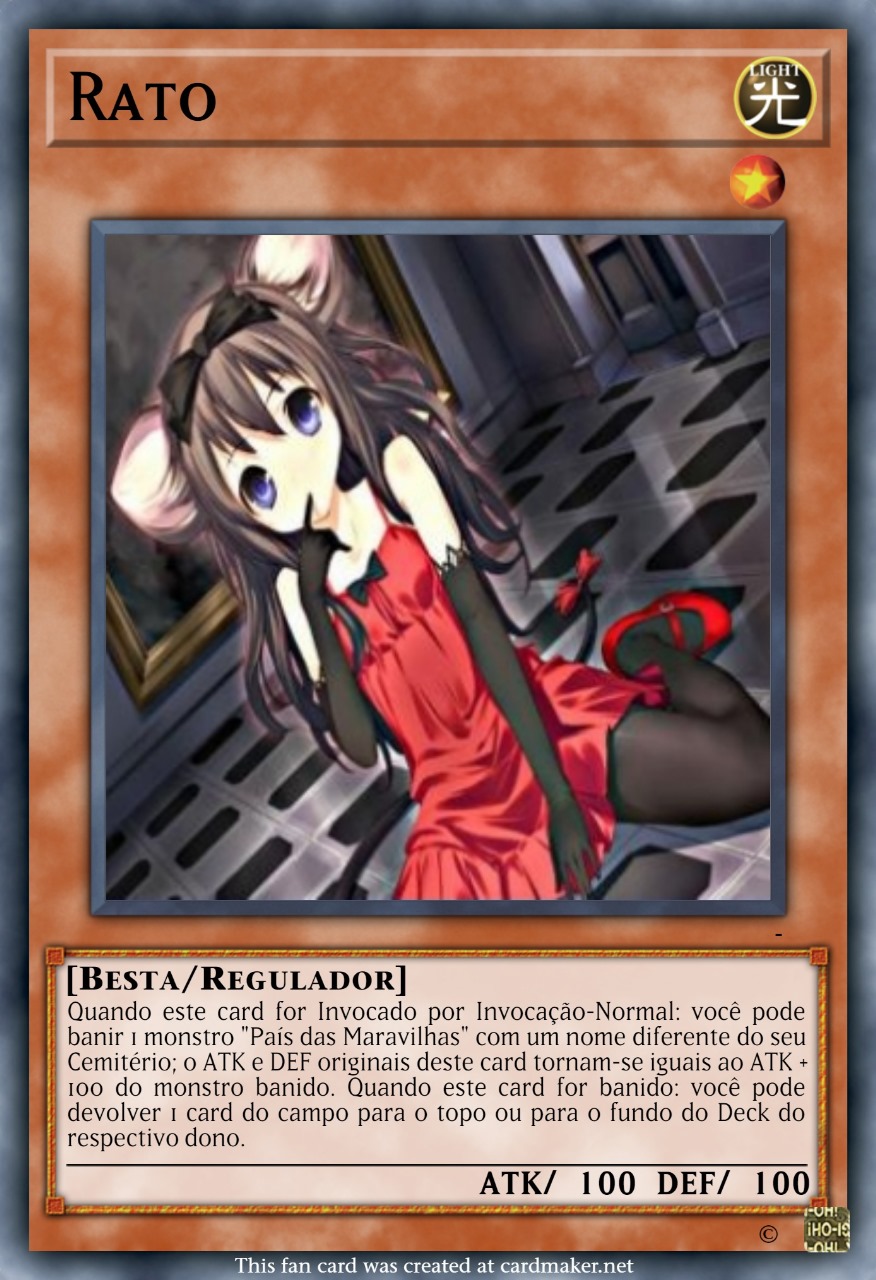 Rato
LIGHT
光
-
[Besta/Regulador]
Quando este card for Invocado por Invocação-Normal: você pode
banir 1 monstro "País das Maravilhas" com um nome diferente do seu
Cemitério; o ATK e DEF originais deste card tornam-se iguais ao ATK +
100 do monstro banido. Quando este card for banido: você pode
devolver 1 card do campo para o topo ou para o fundo do Deck do
respectivo dono.
ATK/ 100 DEF/ 100
©
This fan card was created at cardmaker.net